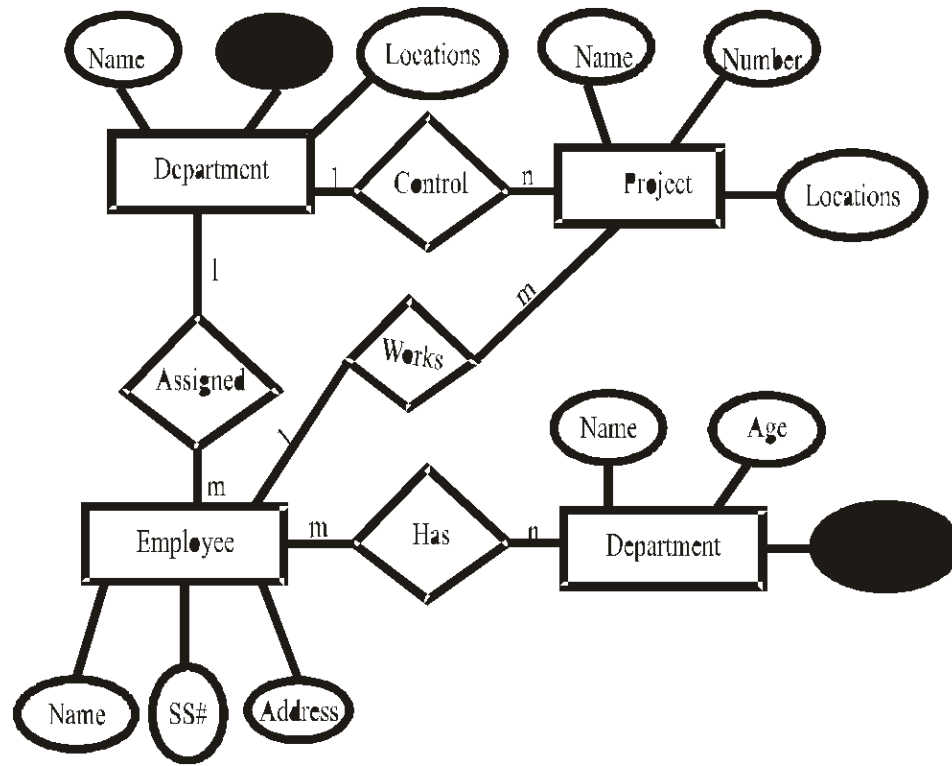 Name
Locations
Name
Number
Department
1
Control
n
Project
Locations
1
m
Works
Assigned
1
Name
Age
m
Employee
m
Has
n
Department
Name
SS#
Address